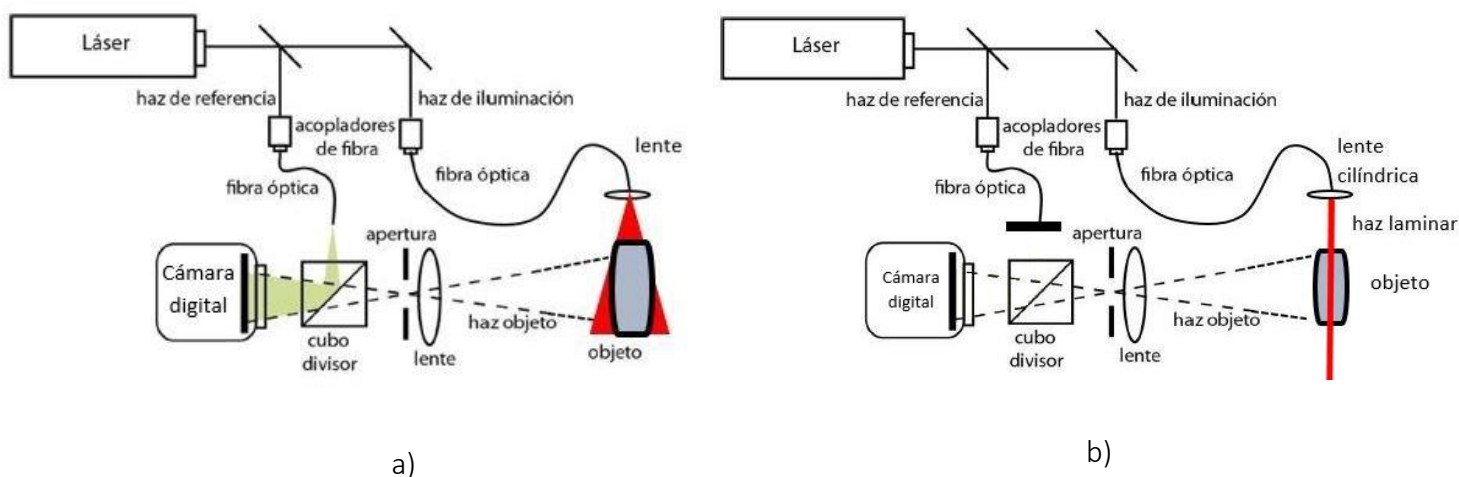 Láser
haz de referencia
haz de iluminación
acopladores
de fibra
lente
fibra óptica
fibra óptica
apertura
Cámara
digital
haz objeto
cubo
divisor
lente
objeto
a)
Láser
haz de referencia
haz de iluminación
acopladores
de fibra
lente
cilíndrica
fibra óptica
fibra óptica
haz laminar
apertura
Cámara
digital
objeto
haz objeto
cubo
divisor
lente
b)